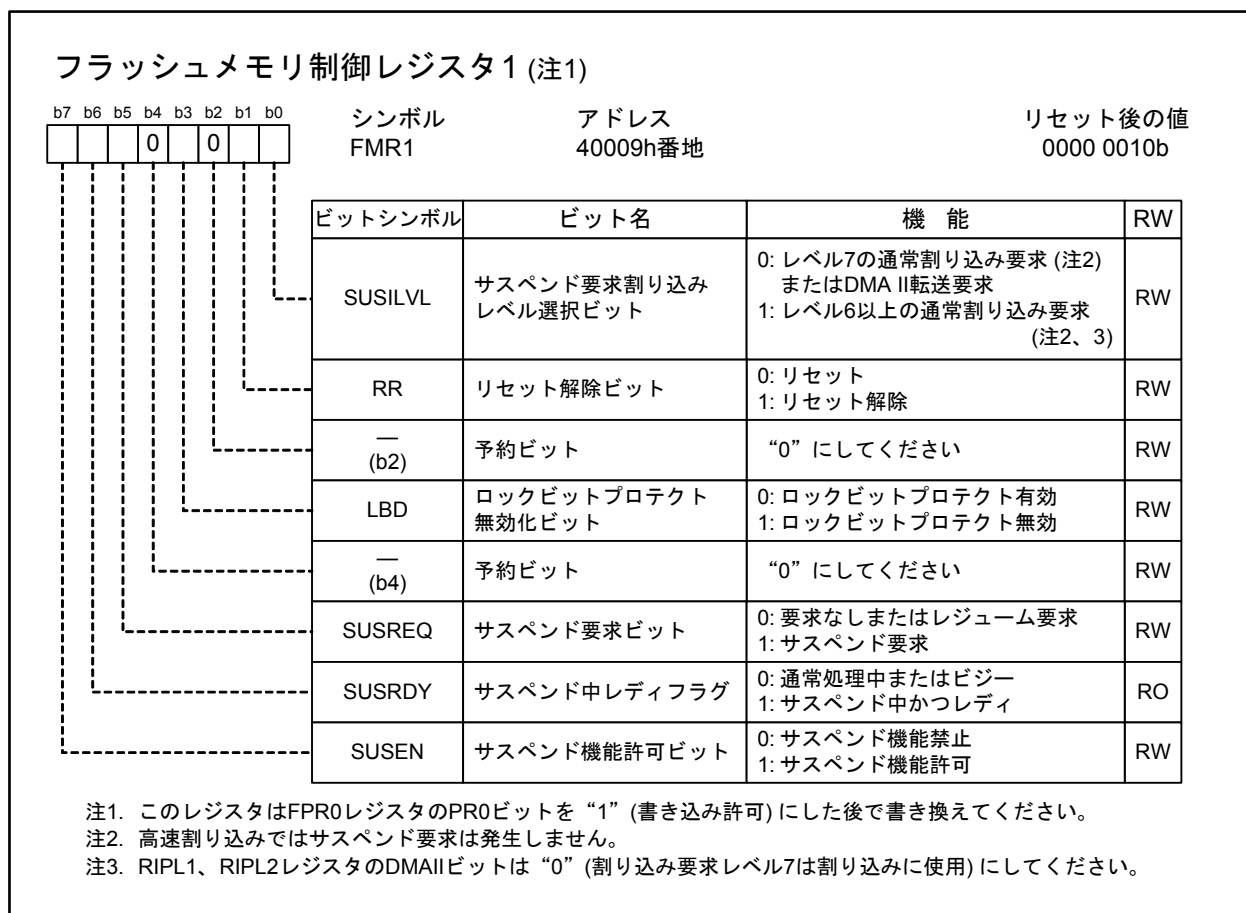 フラッシュメモリ制御レジスタ1 (注1)
b7 b6 b5 b4 b3 b2 b1 b0
0 0
シンボル アドレス リセット後の値
FMR1 40009h番地 0000 0010b
ビットシンボル ビット名 機 能 RW
SUSILVL
サスペンド要求割り込み
レベル選択ビット
0: レベル7の通常割り込み要求 (注2)
またはDMA II転送要求
1: レベル6以上の通常割り込み要求
(注2、3)
RW
RR
リセット解除ビット
0: リセット
1: リセット解除
RW
—
(b2)
予約ビット
“0”にしてください
RW
LBD
ロックビットプロテクト
無効化ビット
0: ロックビットプロテクト有効
1: ロックビットプロテクト無効
RW
—
(b4)
予約ビット
“0”にしてください
RW
SUSREQ
サスペンド要求ビット
0: 要求なしまたはレジューム要求
1: サスペンド要求
RW
SUSRDY
サスペンド中レディフラグ
0: 通常処理中またはビジー
1: サスペンド中かつレディ
RO
SUSEN
サスペンド機能許可ビット
0: サスペンド機能禁止
1: サスペンド機能許可
RW
注1. このレジスタはFPR0レジスタのPR0ビットを“1”(書き込み許可) にした後で書き換えてください。
注2. 高速割り込みではサスペンド要求は発生しません。
注3. RIPL1、RIPL2レジスタのDMAIIビットは“0”(割り込み要求レベル7は割り込みに使用) にしてください。